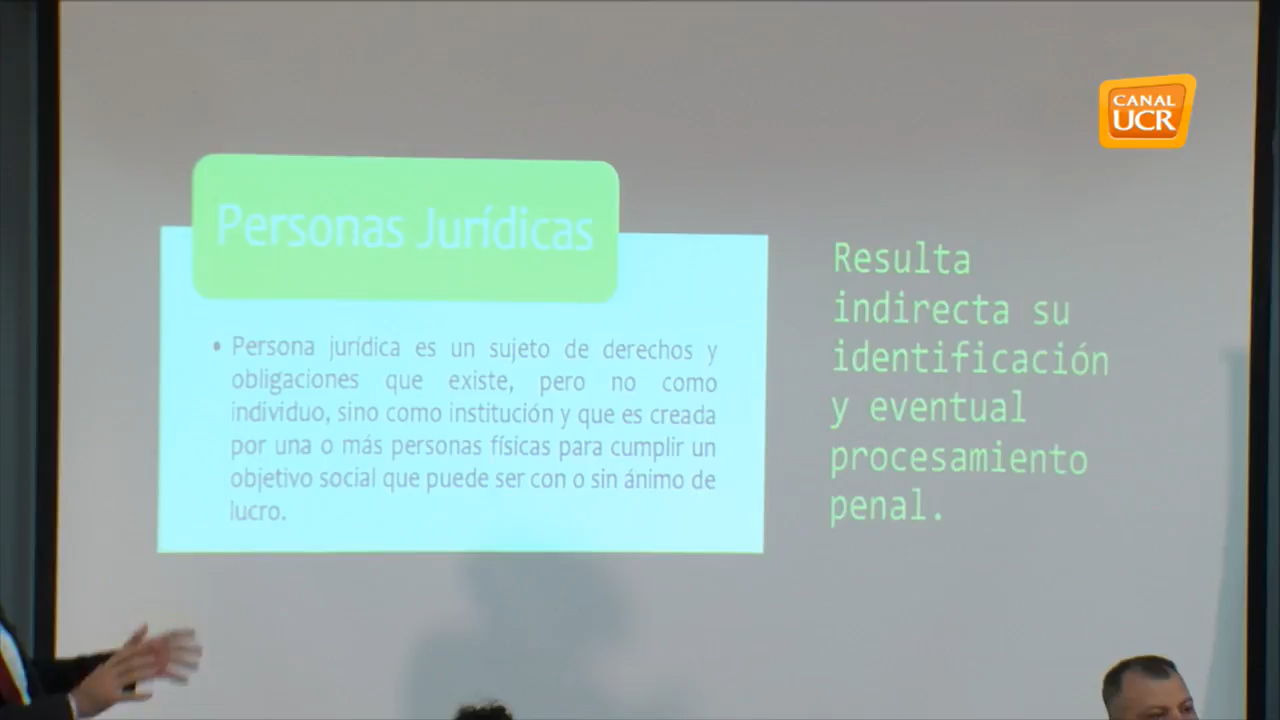 CANAL
UCR
Personas Jurídicas
• Persona jurídica es un sujeto de derechos y
obligaciones que existe, pero no como
individuo, sino como institución y que es creada
por una o más personas físicas para cumplir un
objetivo social que puede ser con o sin ánimo de
lucro.
Resulta
indirecta su
identificación
y eventual
procesamiento
penal.